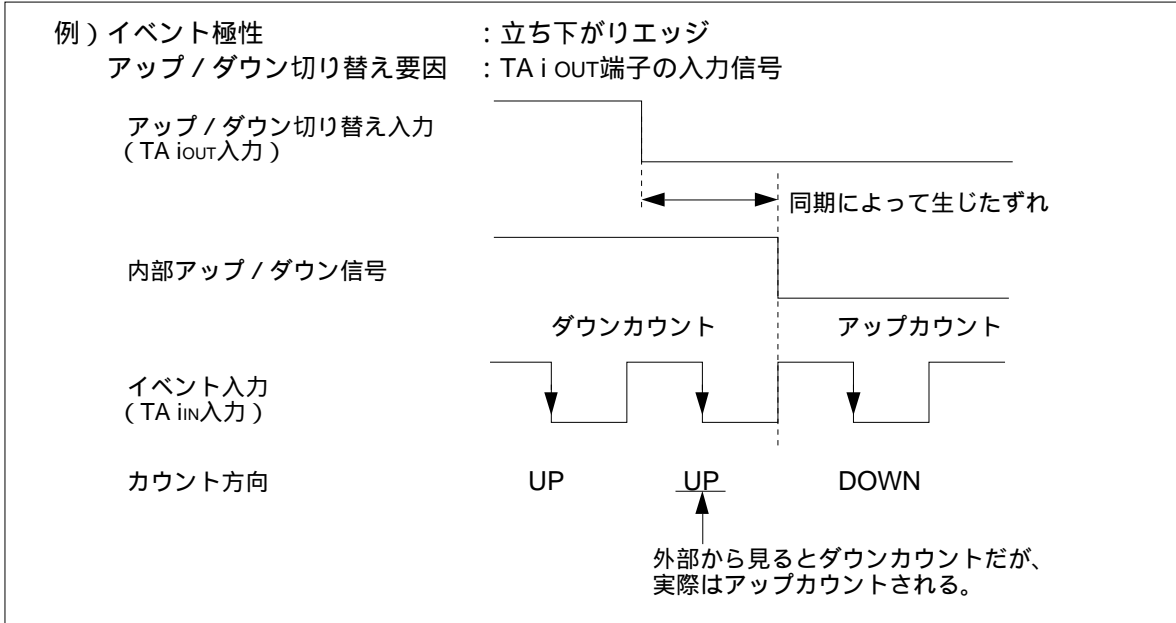 例 ) イベント極性 : 立ち下がりエッジ
アップ / ダウン切り替え要因 : TA i OUT端子の入力信号
アップ / ダウン切り替え入力
( TA iOUT入力 )
同期によって生じたずれ
内部アップ / ダウン信号
ダウンカウント アップカウント
イベント入力
( TA iIN入力 )
カウント方向 UP UP DOWN
外部から見るとダウンカウントだが、
実際はアップカウントされる。